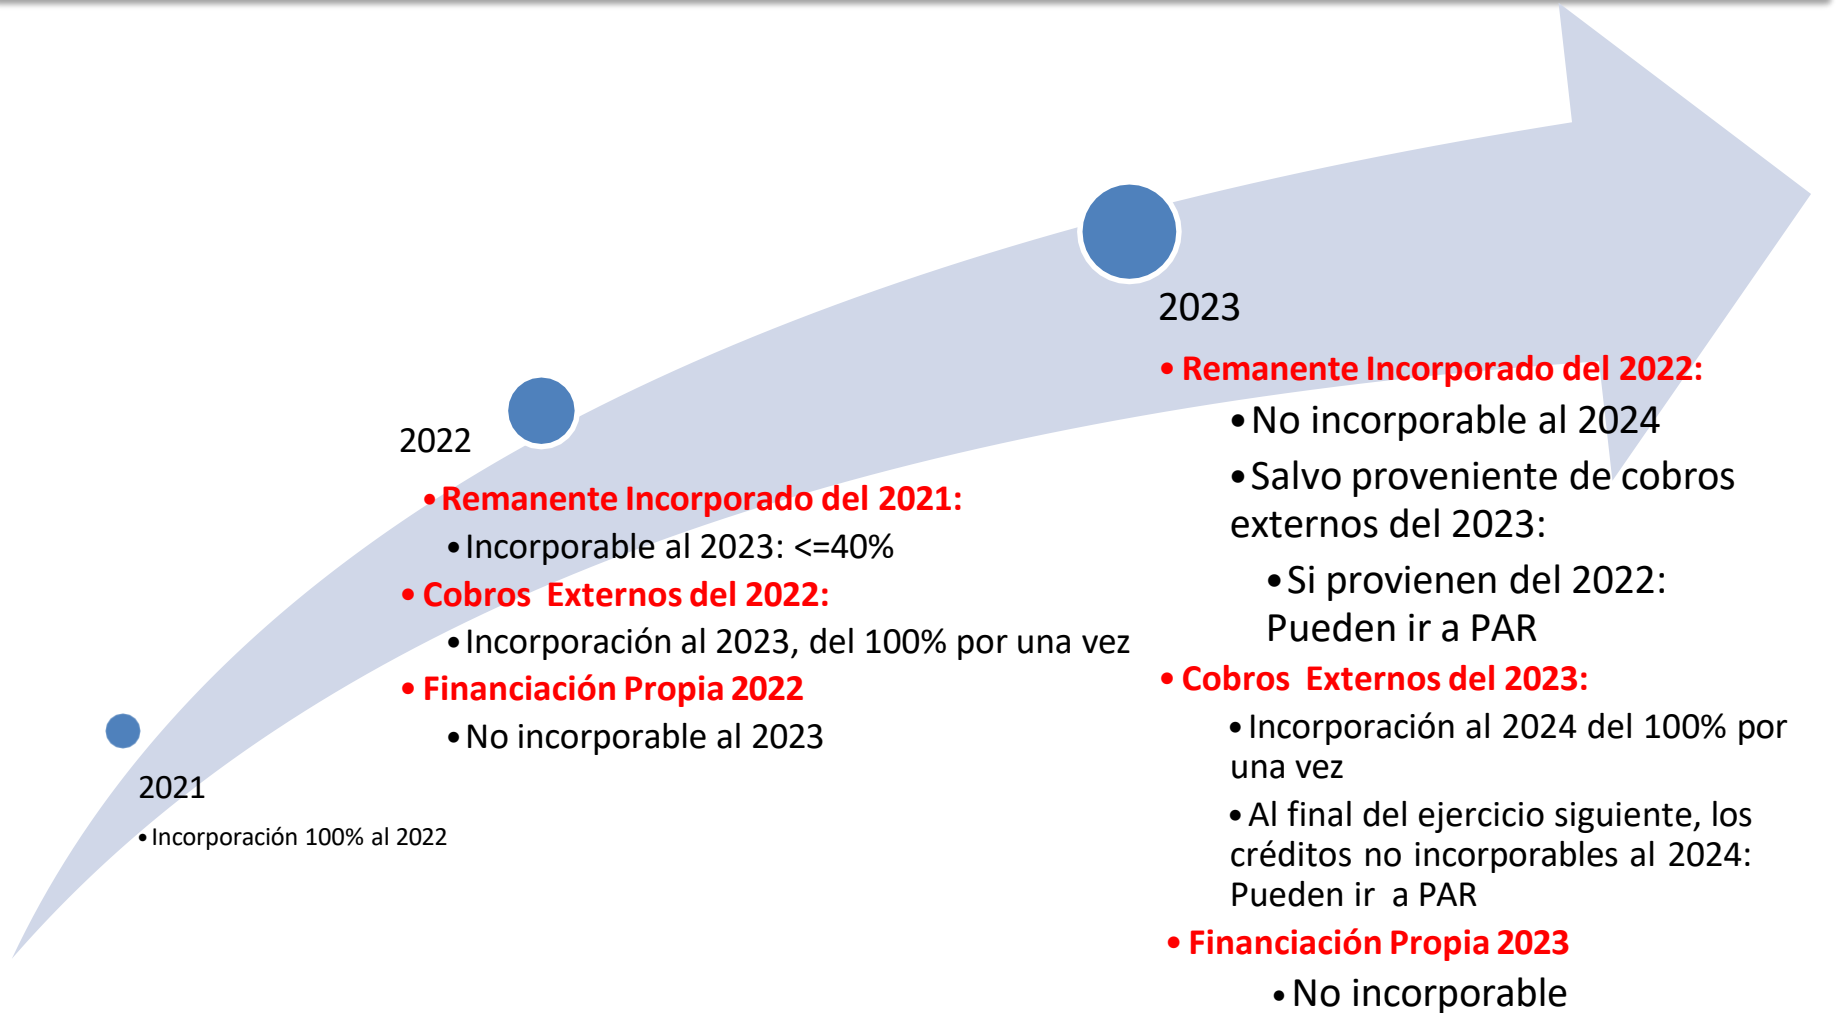 2021
•Incorporación 100% al 2022
2022
•Remanente Incorporado del 2021:
•Incorporable al 2023: <=40%
•Cobros Externos del 2022:
•Incorporación al 2023, del 100% por una vez
•Financiación Propia 2022
•No incorporable al 2023
2023
•Remanente Incorporado del 2022:
•No incorporable al 2024
•Salvo proveniente de cobros
externos del 2023:
•Si provienen del 2022:
Pueden ir a PAR
•Cobros Externos del 2023:
•Incorporación al 2024 del 100% por
una vez
•Al final del ejercicio siguiente, los
créditos no incorporables al 2024:
Pueden ir a PAR
•Financiación Propia 2023
•No incorporable